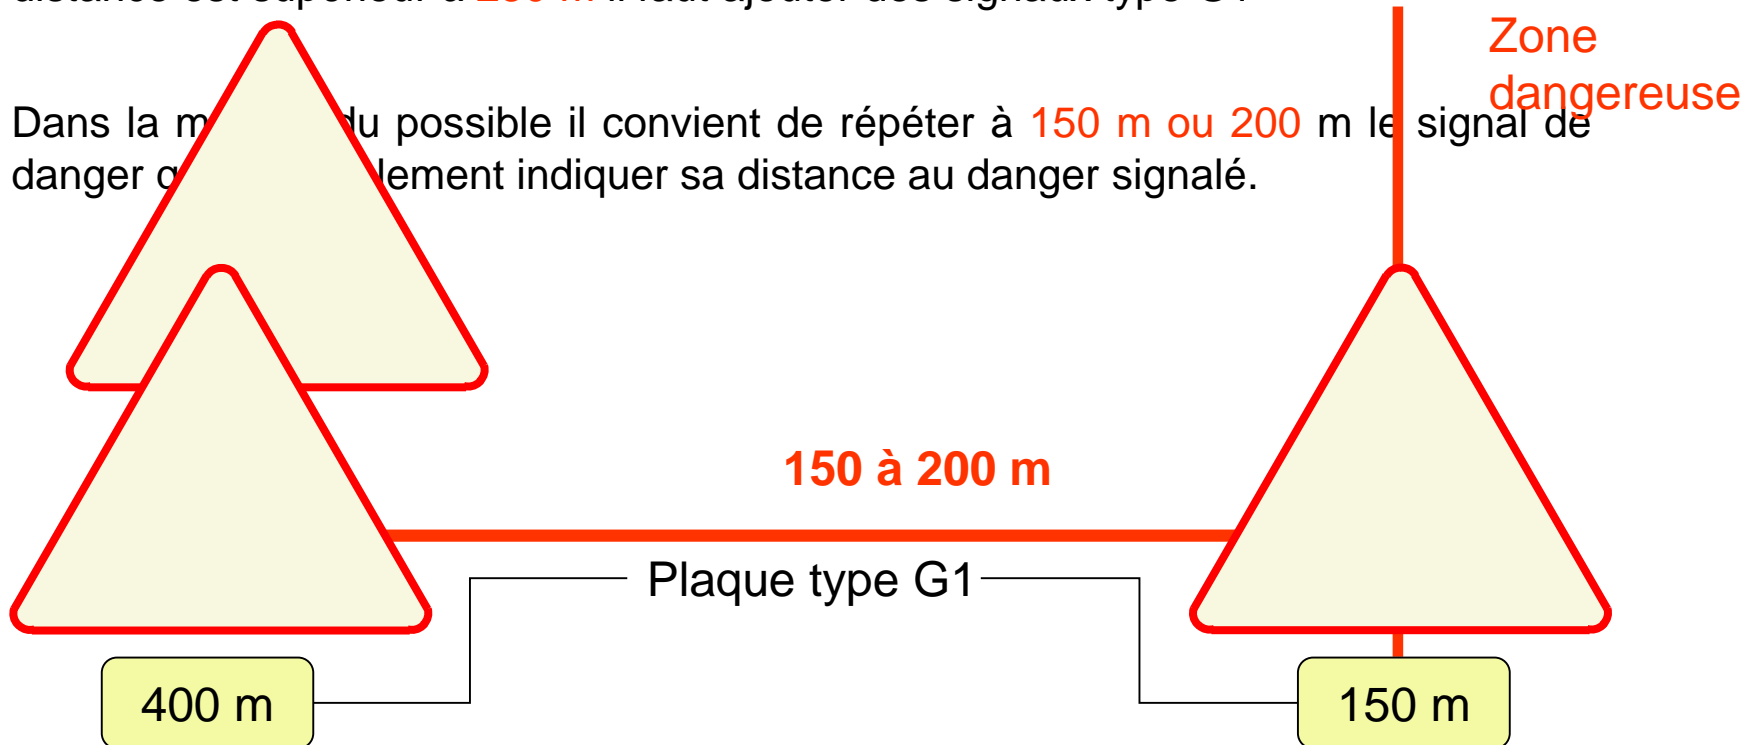 Zone
dangereuse
Dans la m du possible il convient de répéter à 150 m ou 200 m le signal de
danger lement indiquer sa distance au danger signalé.
150 à 200 m
Plaque type G1
400 m
150 m